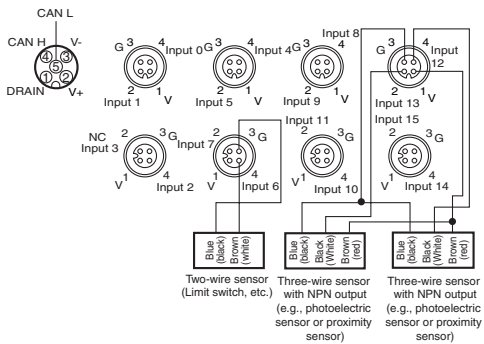 CAN L
CAN H
V-
4 3
5
1 2
DRAIN
V+
G 3 4 Input 0
2 1 V
Input 1
G 3 4 Input 4
2 1 V
Input 5
Input 8
G 3 4
2 1 V
Input 9
G 3 4 Input
12
2 1 V
Input 13
NC
Input 3
2 3 G
V 1 4
Input 2
Input 7
2 3 G
V 1 4
Input 6
Input 11
2 3 G
V 1 4
Input 10
Input 15
2 3 G
V 1 4
Input 14
Blue
(black)
Brown
(white)
Blue
(black)
Black
(White)
Brown
(red)
Blue
(black)
Black
(White)
Brown
(red)
Two-wire sensor
(Limit switch, etc.)
Three-wire sensor
with NPN output
(e.g., photoelectric
sensor or proximity
sensor)
Three-wire sensor
with NPN output
(e.g., photoelectric
sensor or proximity
sensor)